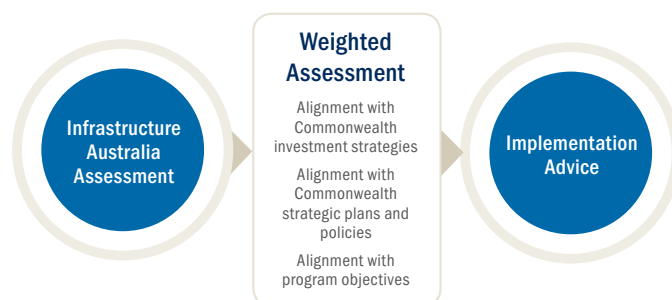 Infrastructure
Australia
Assessment
Weighted
Assessment
Alignment with
Commonwealth
investment strategies
Alignment with
Commonwealth
strategic plans and
policies
Alignment with
program objectives
Implementation
Advice